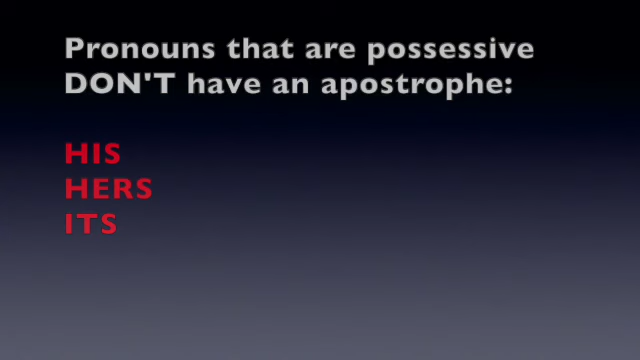 Pronouns that are possessive
DON'T have an apostrophe:
HIS
HERS
ITS